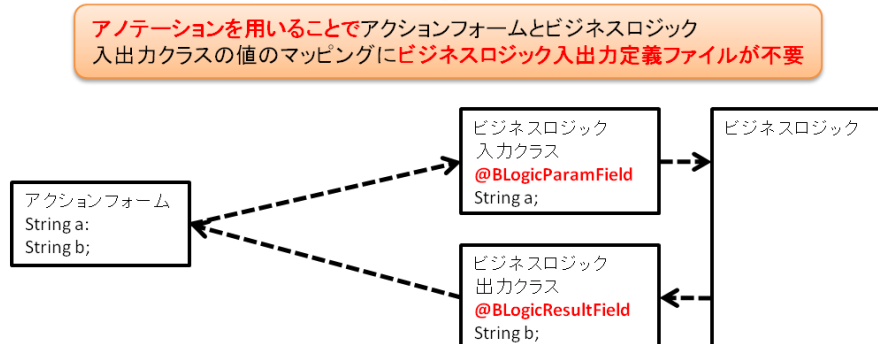 アノテーションを用いることでアクションフォームとビジネスロジック
入出力クラスの値のマッピングにビジネスロジック入出力定義ファイルが不要
ビジネスロジック
入力クラス
@BLogicParamField
String a;
ビジネスロジック
アクションフォーム
String a:
String b;
ビジネスロジック
出力クラス
@BLogicResultField
String b;